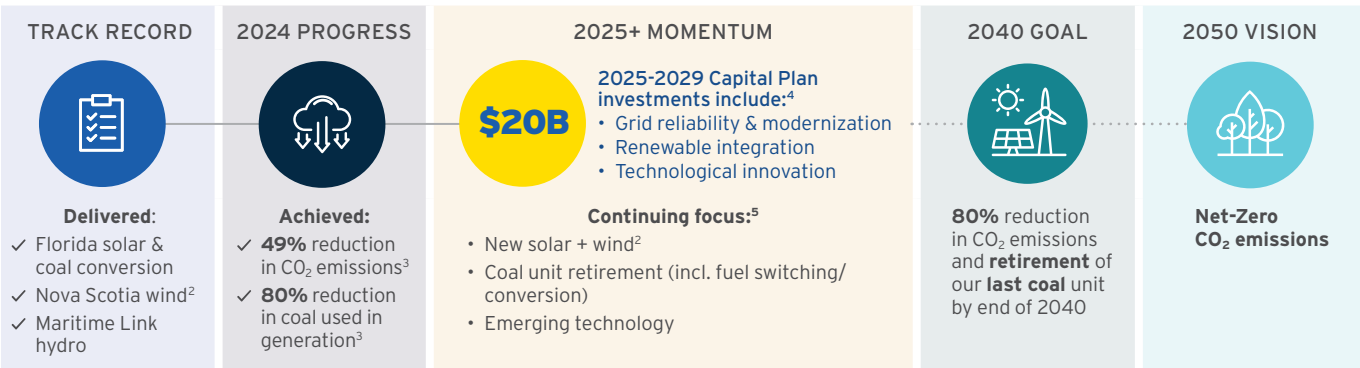 TRACK RECORD
Delivered:
✓ Florida solar &
coal conversion
✓ Nova Scotia wind²
✓ Maritime Link
hydro
2024 PROGRESS
Achieved:
✓ 49% reduction
in CO₂ emissions³
✓ 80% reduction
in coal used in
generation³
2025+ MOMENTUM
$20B
2025-2029 Capital Plan
investments include:⁴
• Grid reliability & modernization
• Renewable integration
• Technological innovation
Continuing focus:⁵
• New solar + wind²
• Coal unit retirement (incl. fuel switching/
conversion)
• Emerging technology
2040 GOAL
80% reduction
in CO₂ emissions
and retirement of
our last coal unit
by end of 2040
2050 VISION
Net-Zero
CO₂ emissions